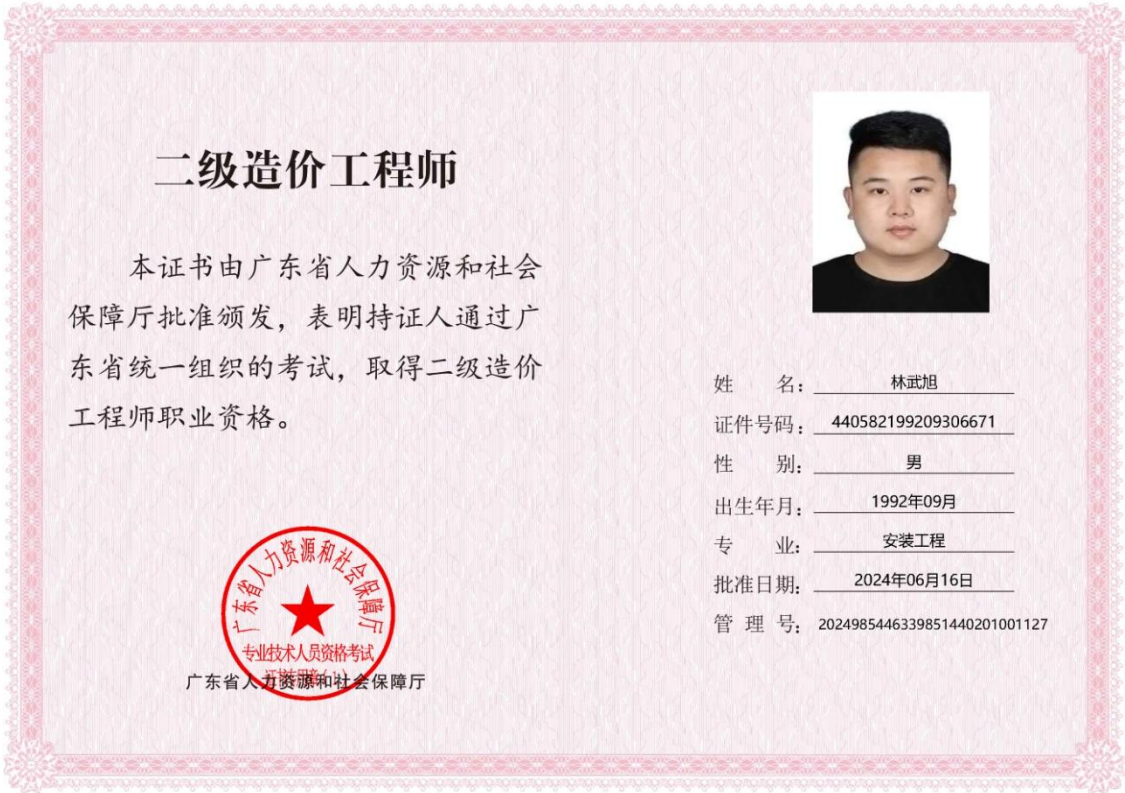 二级造价工程师
本证书由广东省人力资源和社会
保障厅批准颁发，表明持证人通过广
东省统一组织的考试，取得二级造价
工程师职业资格。
广东省人力资源和社会保障厅
专业技术人员资格考试
广东省人力资源和社会保障厅
姓 名：林武旭
证件号码：440582199209306671
性 别：男
出生年月：1992年09月
专 业：安装工程
批准日期：2024年06月16日
管 理 号：20249854463398514402010​01127